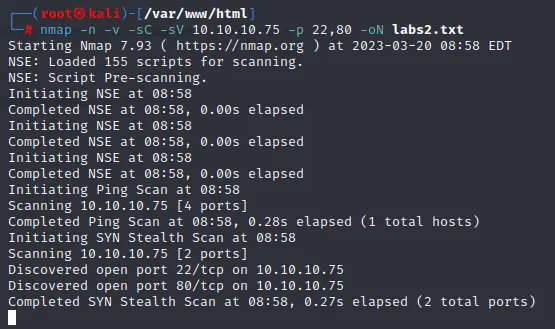 (root㉿kali)-[/var/www/html]
# nmap -n -v -sC -sV 10.10.10.75 -p 22,80 -oN labs2.txt
Starting Nmap 7.93 ( https://nmap.org ) at 2023-03-20 08:58 EDT
NSE: Loaded 155 scripts for scanning.
NSE: Script Pre-scanning.
Initiating NSE at 08:58
Completed NSE at 08:58, 0.00s elapsed
Initiating NSE at 08:58
Completed NSE at 08:58, 0.00s elapsed
Initiating NSE at 08:58
Completed NSE at 08:58, 0.00s elapsed
Initiating Ping Scan at 08:58
Scanning 10.10.10.75 [4 ports]
Completed Ping Scan at 08:58, 0.28s elapsed (1 total hosts)
Initiating SYN Stealth Scan at 08:58
Scanning 10.10.10.75 [2 ports]
Discovered open port 22/tcp on 10.10.10.75
Discovered open port 80/tcp on 10.10.10.75
Completed SYN Stealth Scan at 08:58, 0.27s elapsed (2 total ports)